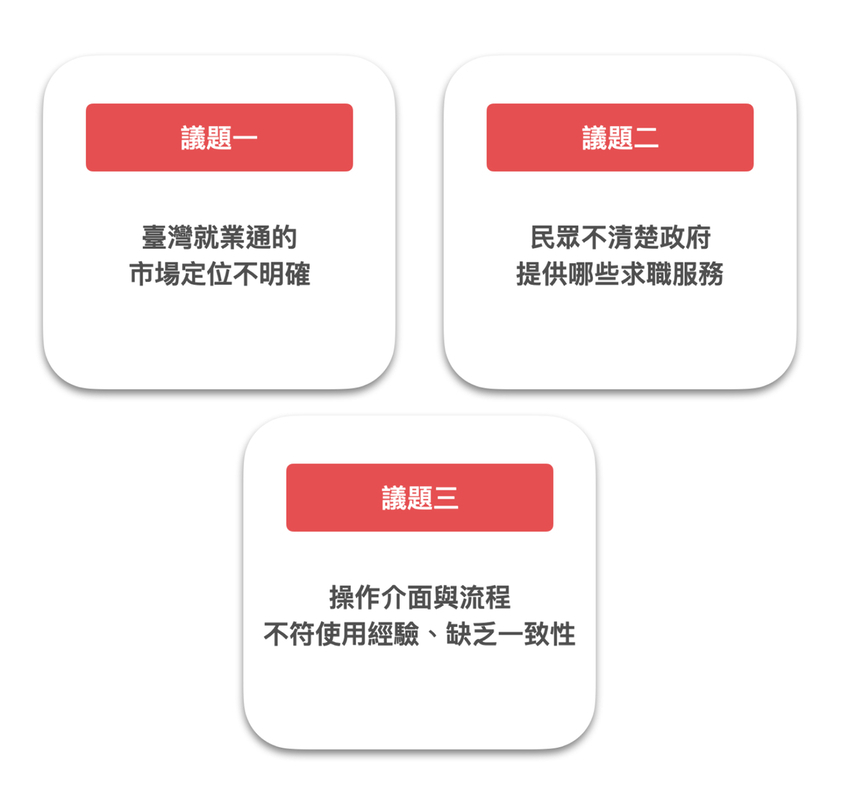 議題一
臺灣就業通的
市場定位不明確
議題二
民眾不清楚政府
提供哪些求職服務
議題三
操作介面與流程
不符使用經驗、缺乏一致性